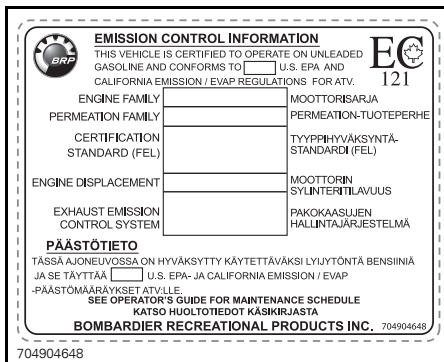 EMISSION CONTROL INFORMATION
BRP
THIS VEHICLE IS CERTIFIED TO OPERATE ON UNLEADED
GASOLINE AND CONFORMS TO U.S. EPA AND
CALIFORNIA EMISSION / EVAP REGULATIONS FOR ATV.
EC
121
ENGINE FAMILY MOOTTORISARJA
PERMEATION FAMILY PERMEATION-TUOTEPERHE
CERTIFICATION TYYPPIHYVÄKSYNTÄ-
STANDARD (FEL) STANDARDI (FEL)
ENGINE DISPLACEMENT MOOTTORIN
SYLINTERITILAVUUS
EXHAUST EMISSION PAKOKAASUJEN
CONTROL SYSTEM HALLINTAJÄRJESTELMÄ
PÄÄSTÖTIETO
TÄSSÄ AJONEUVOSSA ON HYVÄKSYTTY KÄYTETTÄVÄKSI LYIJYTÖNTÄ BENSIINIÄ
JA SE TÄYTTÄÄ U.S. EPA- JA CALIFORNIA EMISSION / EVAP
-PÄÄSTÖMÄÄRÄYKSET ATV:LLE.
SEE OPERATOR'S GUIDE FOR MAINTENANCE SCHEDULE
KATSO HUOLTOTIEDOT KÄSIKIRJASTA
BOMBARDIER RECREATIONAL PRODUCTS INC. 704904648
704904648